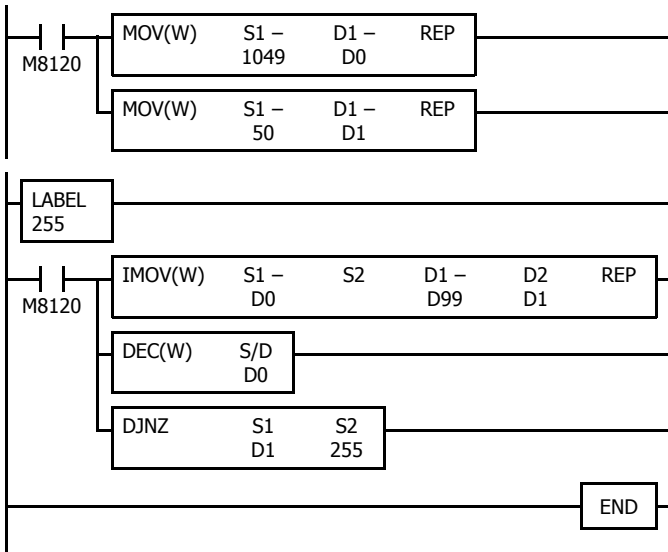 MOV(W) S1 – D1 – REP
M8120 1049 D0
MOV(W) S1 – D1 – REP
50 D1
LABEL
255
IMOV(W) S1 – S2 D1 – D2 REP
M8120 D0 D99 D1
DEC(W) S/D
D0
DJNZ S1 S2
D1 255
END